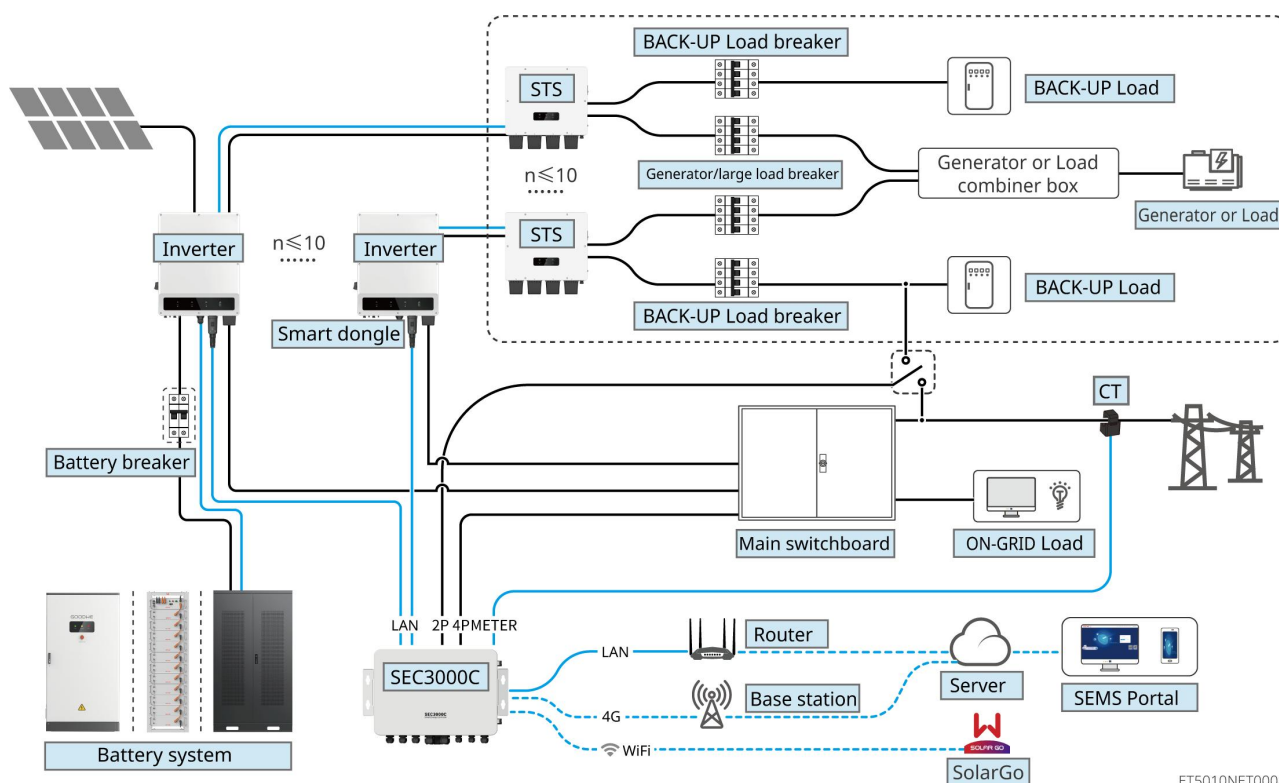 BACK-UP Load breaker
STS
BACK-UP Load
n≤10
Generator/large load breaker
Generator or Load
combiner box
Generator or Load
Inverter
n≤10
Inverter
STS
BACK-UP Load
Smart dongle
BACK-UP Load breaker
CT
Battery breaker
Main switchboard
ON-GRID Load
LAN 2P 4PMETER
SEC3000C
SEC3000C
LAN
Router
4G
Base station
Server
SEMS Portal
WiFi
SOLAR GO
SolarGo
GOODWE
Battery system
ET5010NET000